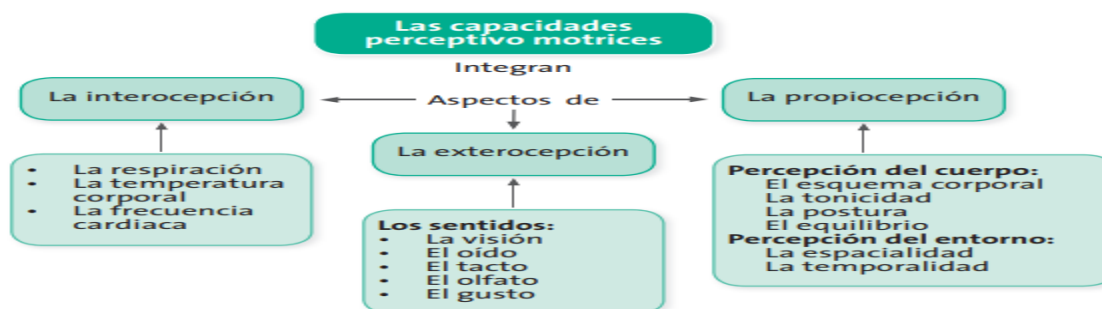 Las capacidades
perceptivo motrices
Integran
Aspectos de
La interocepción
La propiocepción
La exterocepción
• La respiración
• La temperatura
corporal
• La frecuencia
cardiaca
Los sentidos:
• La visión
• El oído
• El tacto
• El olfato
• El gusto
Percepción del cuerpo:
El esquema corporal
La tonicidad
La postura
El equilibrio
Percepción del entorno:
La espacialidad
La temporalidad